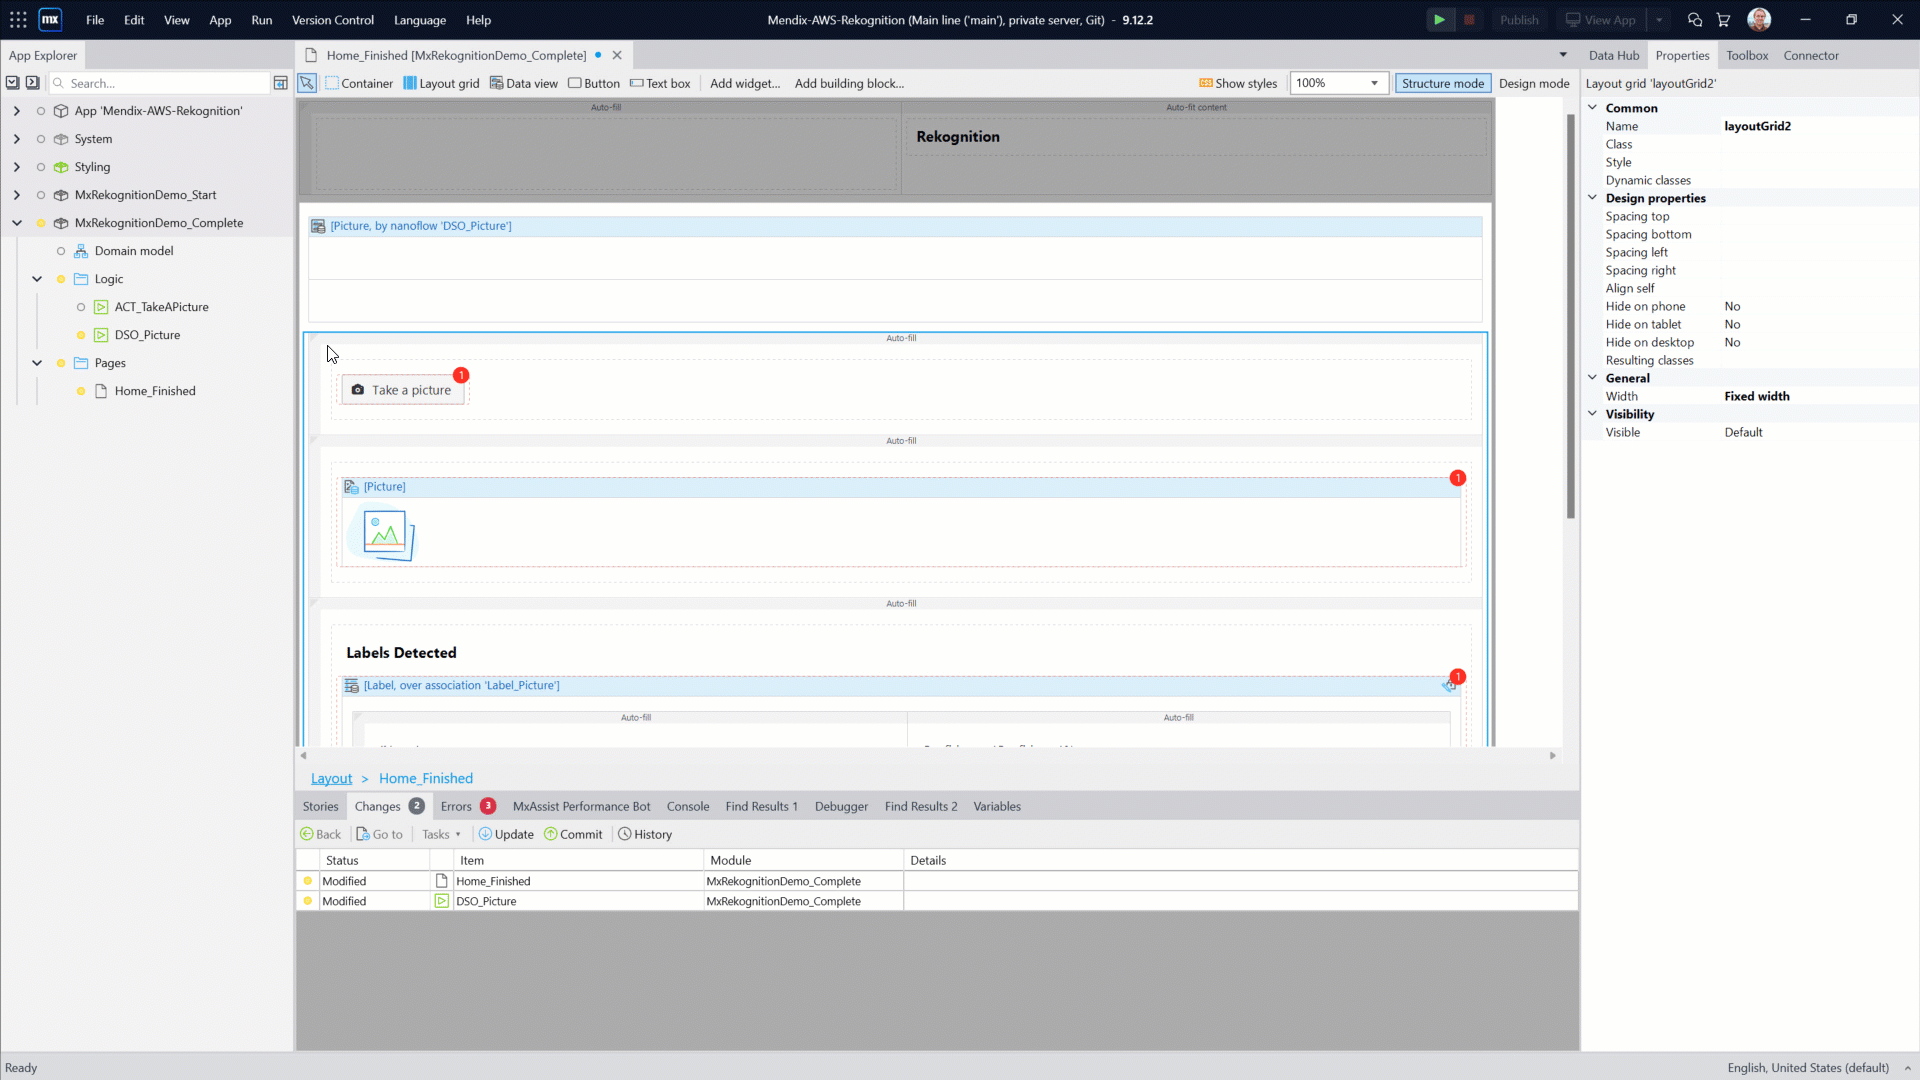 mx File Edit View App Run Version Control Language Help Mendix-AWS-Rekognition (Main line ('main'), private server, Git) - 9.12.2 Publish View App
App Explorer
Home_Finished [MxRekognitionDemo_Complete]
Data Hub Properties Toolbox Connector
Search...
Container Layout grid Data view Button Text box Add widget... Add building block... Show styles 100% Structure mode Design mode
Layout grid 'layoutGrid2'
App 'Mendix-AWS-Rekognition'
System
Styling
MxRekognitionDemo_Start
MxRekognitionDemo_Complete
Domain model
Logic
ACT_TakeAPicture
DSO_Picture
Pages
Home_Finished
Auto-fill Auto-fit content
Rekognition
[Picture, by nanoflow 'DSO_Picture']
Auto-fill
Take a picture 1
Auto-fill
[Picture] 1
Auto-fill
Labels Detected
[Label, over association 'Label_Picture'] 1
Auto-fill Auto-fill
Layout > Home_Finished
Common
Name layoutGrid2
Class
Style
Dynamic classes
Design properties
Spacing top
Spacing bottom
Spacing left
Spacing right
Align self
Hide on phone No
Hide on tablet No
Hide on desktop No
Resulting classes
General
Width Fixed width
Visibility
Visible Default
Stories Changes 2 Errors 3 MxAssist Performance Bot Console Find Results 1 Debugger Find Results 2 Variables
Back Go to Tasks Update Commit History
Status Item Module Details
Modified Home_Finished MxRekognitionDemo_Complete
Modified DSO_Picture MxRekognitionDemo_Complete
Ready
English, United States (default)